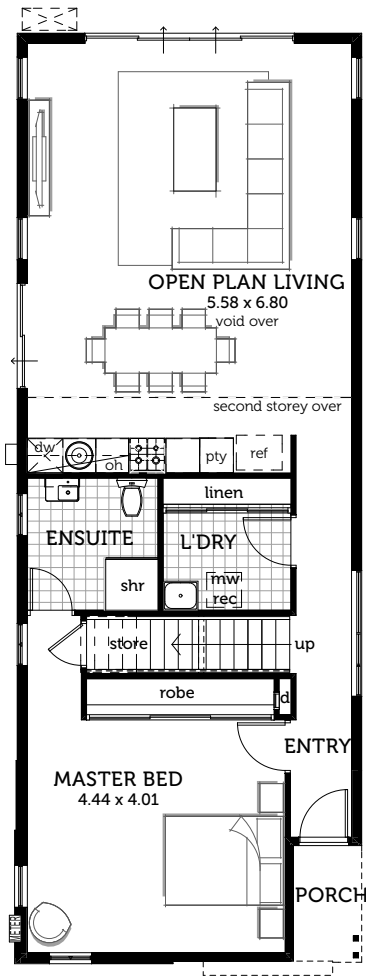 OPEN PLAN LIVING
5.58 x 6.80
void over
second storey over
dw
oh
pty
ref
linen
ENSUITE
L'DRY
shr
mw
rec
store
up
robe
d
ENTRY
MASTER BED
4.44 x 4.01
PORCH
METER